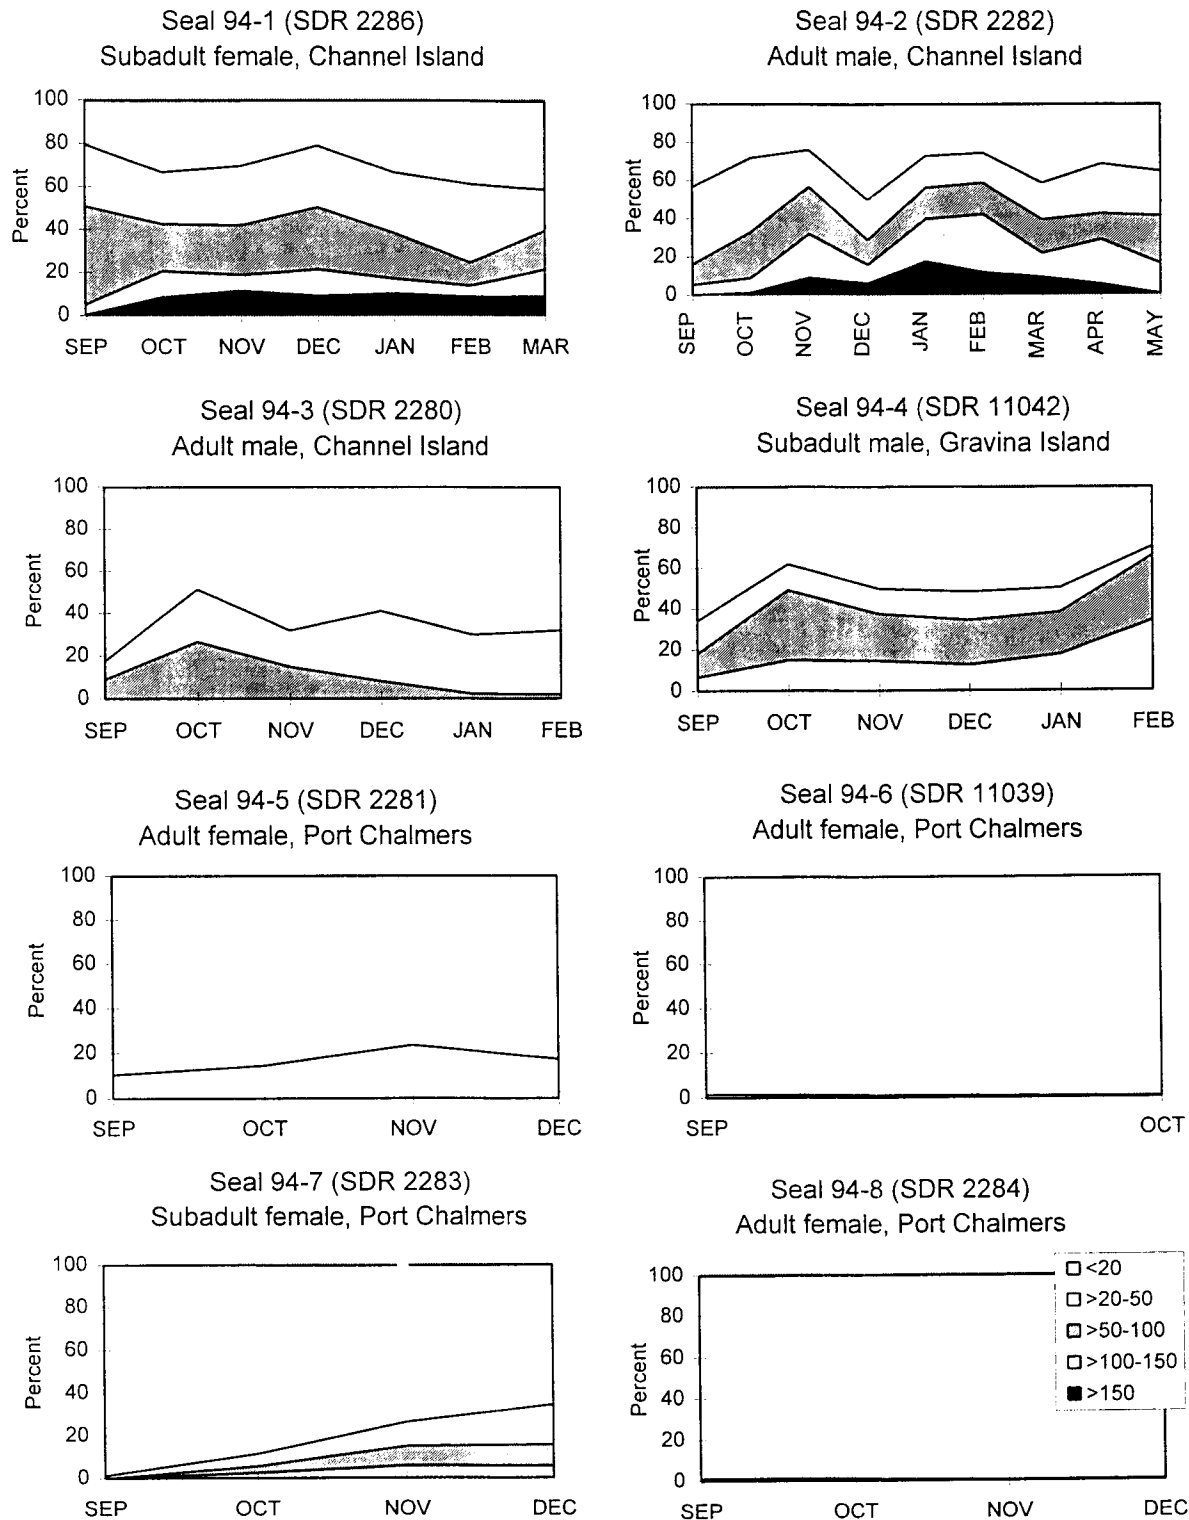 Seal 94-1 (SDR 2286)
Subadult female, Channel Island
Percent
100
80
60
40
20
0
SEP OCT NOV DEC JAN FEB MAR
Seal 94-2 (SDR 2282)
Adult male, Channel Island
Percent
100
80
60
40
20
0
SEP OCT NOV DEC JAN FEB MAR APR MAY
Seal 94-3 (SDR 2280)
Adult male, Channel Island
Percent
100
80
60
40
20
0
SEP OCT NOV DEC JAN FEB
Seal 94-4 (SDR 11042)
Subadult male, Gravina Island
Percent
100
80
60
40
20
0
SEP OCT NOV DEC JAN FEB
Seal 94-5 (SDR 2281)
Adult female, Port Chalmers
Percent
100
80
60
40
20
0
SEP OCT NOV DEC
Seal 94-6 (SDR 11039)
Adult female, Port Chalmers
Percent
100
80
60
40
20
0
SEP OCT
Seal 94-7 (SDR 2283)
Subadult female, Port Chalmers
Percent
100
80
60
40
20
0
SEP OCT NOV DEC
Seal 94-8 (SDR 2284)
Adult female, Port Chalmers
Percent
100
80
60
40
20
0
SEP OCT NOV DEC
<20
>20-50
>50-100
>100-150
>150